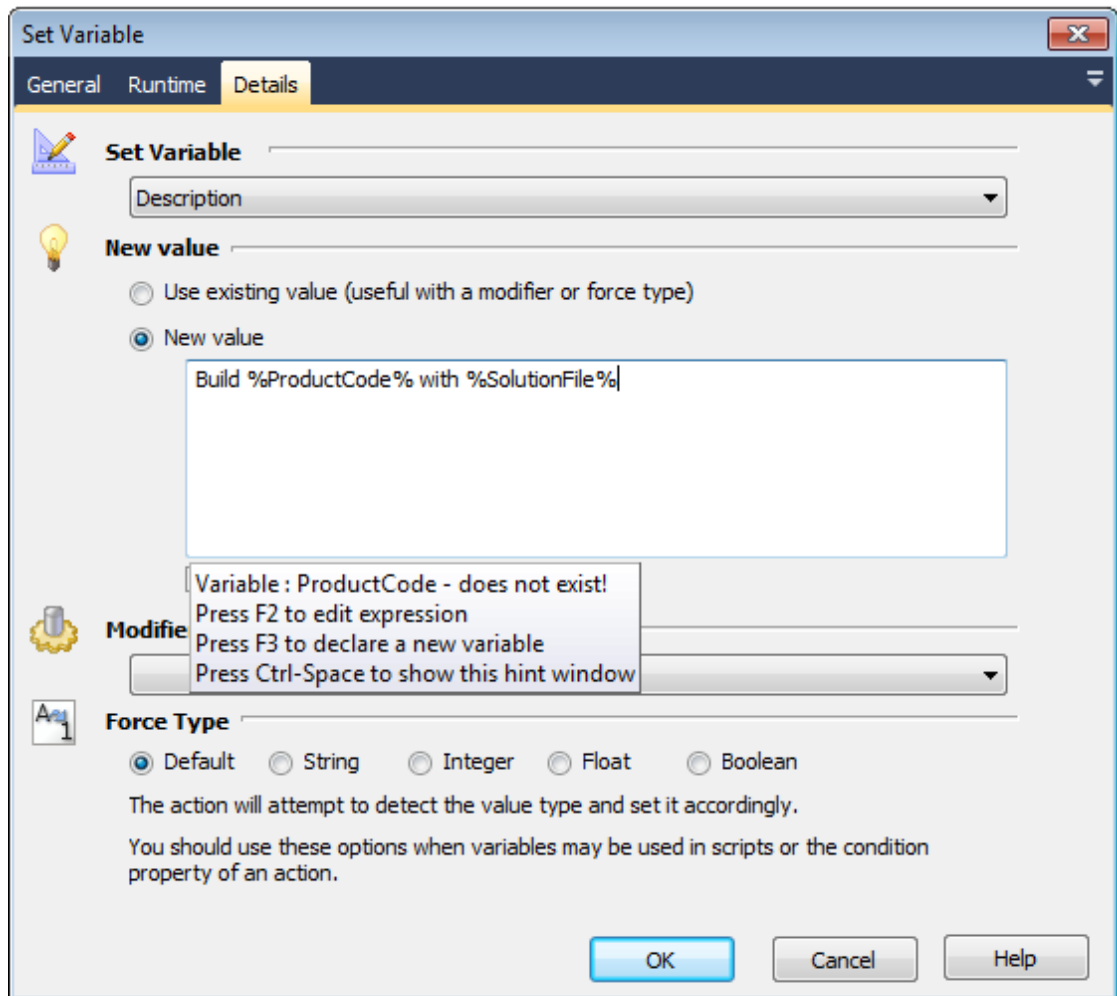 Set Variable
General Runtime Details
Set Variable
Description
New value
Use existing value (useful with a modifier or force type)
New value
Build %ProductCode% with %SolutionFile%
Variable : ProductCode - does not exist!
Press F2 to edit expression
Press F3 to declare a new variable
Press Ctrl-Space to show this hint window
Modifie
Force Type
Default String Integer Float Boolean
The action will attempt to detect the value type and set it accordingly.
You should use these options when variables may be used in scripts or the condition
property of an action.
OK Cancel Help